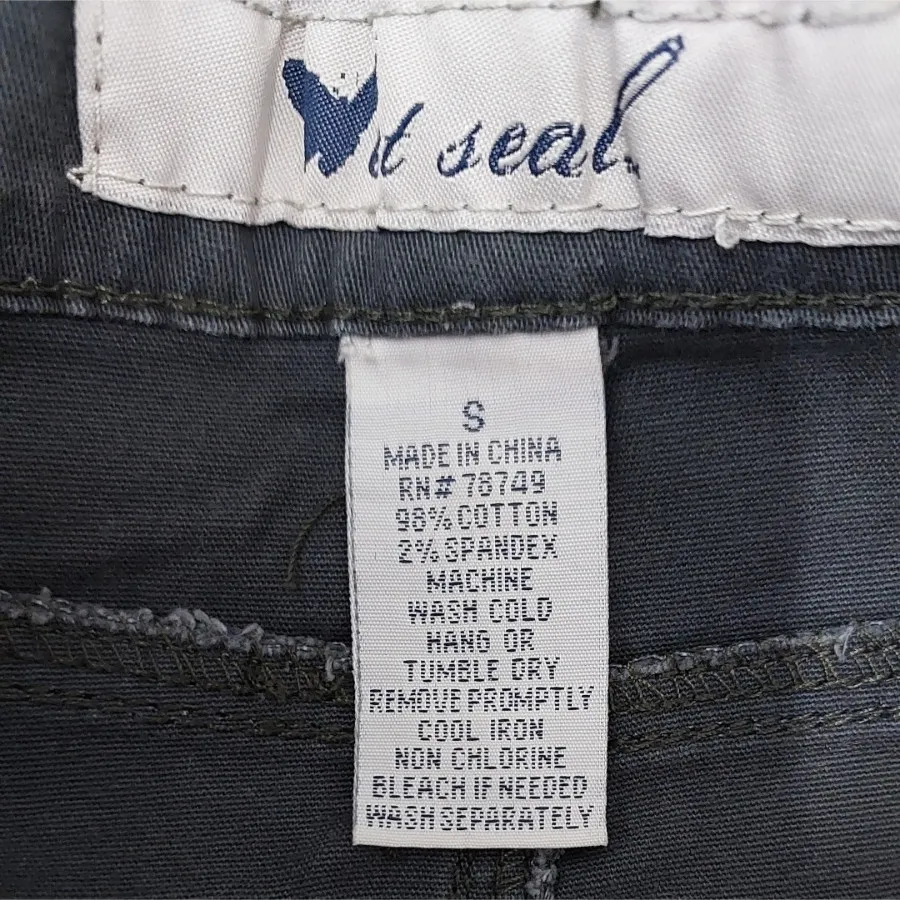 Wet seal.
S
MADE IN CHINA
RN# 78749
98% COTTON
2% SPANDEX
MACHINE
WASH COLD
HANG OR
TUMBLE DRY
REMOVE PROMPTLY
COOL IRON
NON CHLORINE
BLEACH IF NEEDED
WASH SEPARATELY